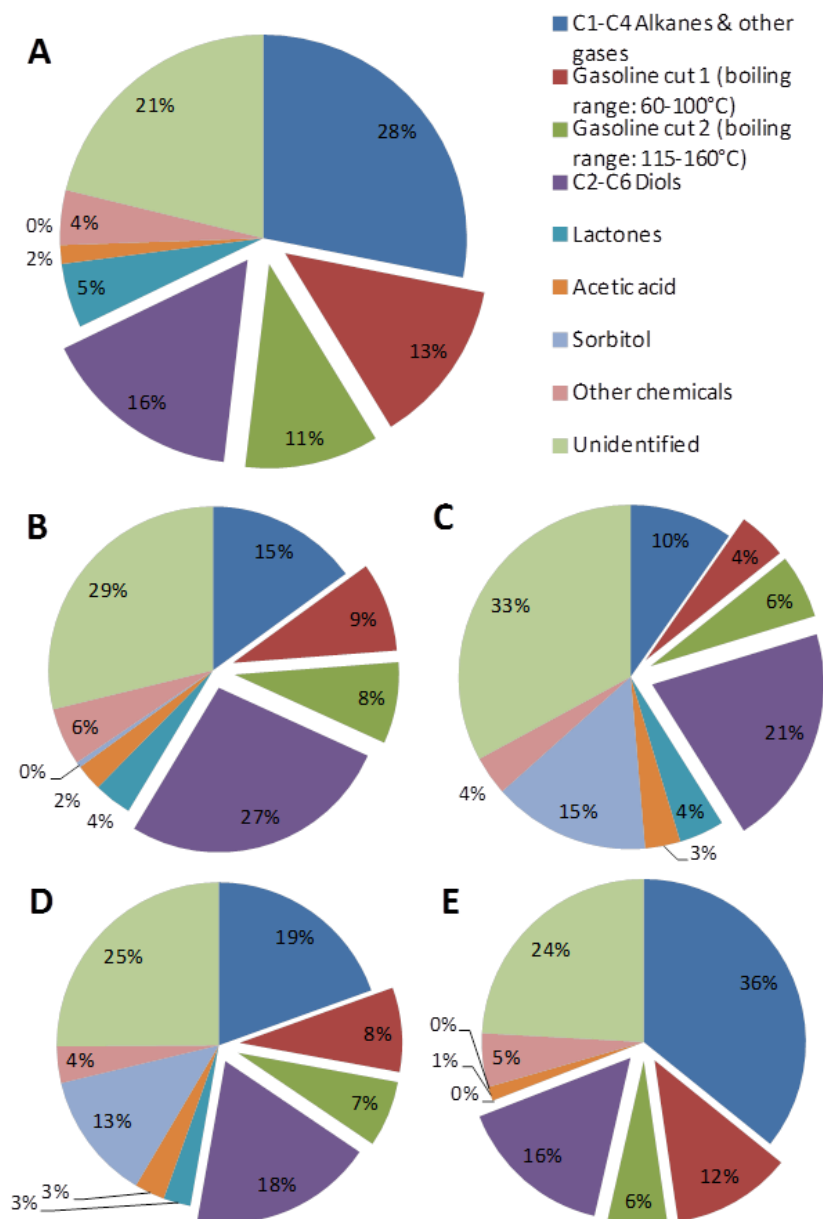 A
C1-C4 Alkanes & other
gases
Gasoline cut 1 (boiling
range: 60-100°C)
Gasoline cut 2 (boiling
range: 115-160°C)
C2-C6 Diols
Lactones
Acetic acid
Sorbitol
Other chemicals
Unidentified
21%
28%
0%
4%
2%
5%
13%
16%
11%
B
15%
29%
9%
8%
6%
0%
2%
4%
27%
C
10%
4%
6%
33%
21%
4%
15%
4%
3%
D
19%
25%
8%
4%
7%
13%
3%
3%
18%
E
24%
36%
0%
5%
1%
0%
16%
12%
6%